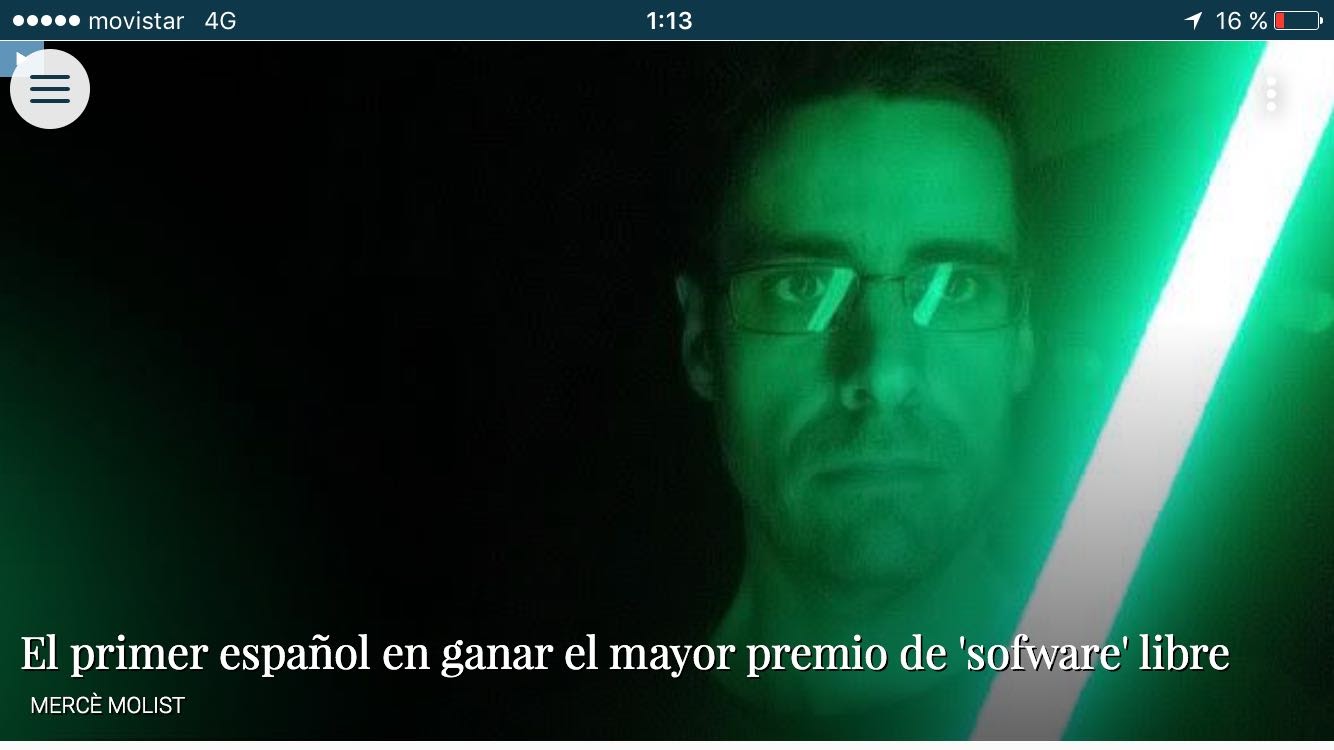 movistar 4G 1:13 16 %
El primer español en ganar el mayor premio de 'sofware' libre
MERCÈ MOLIST